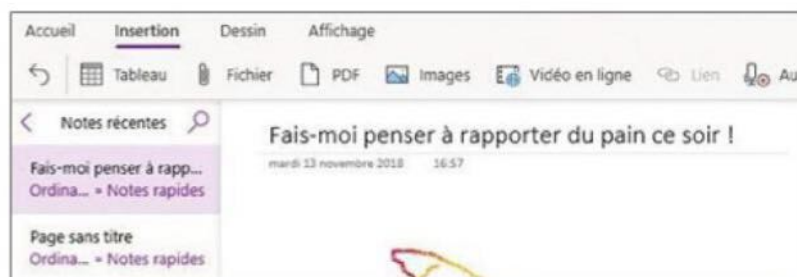 Accueil Insertion Dessin Affichage
Tableau Fichier PDF Images Vidéo en ligne Lien Au
Notes récentes
Fais-moi penser à rapporter du pain ce soir !
mardi 13 novembre 2018 16:57
Fais-moi penser à rapp...
Ordina... » Notes rapides
Page sans titre
Ordina... » Notes rapides